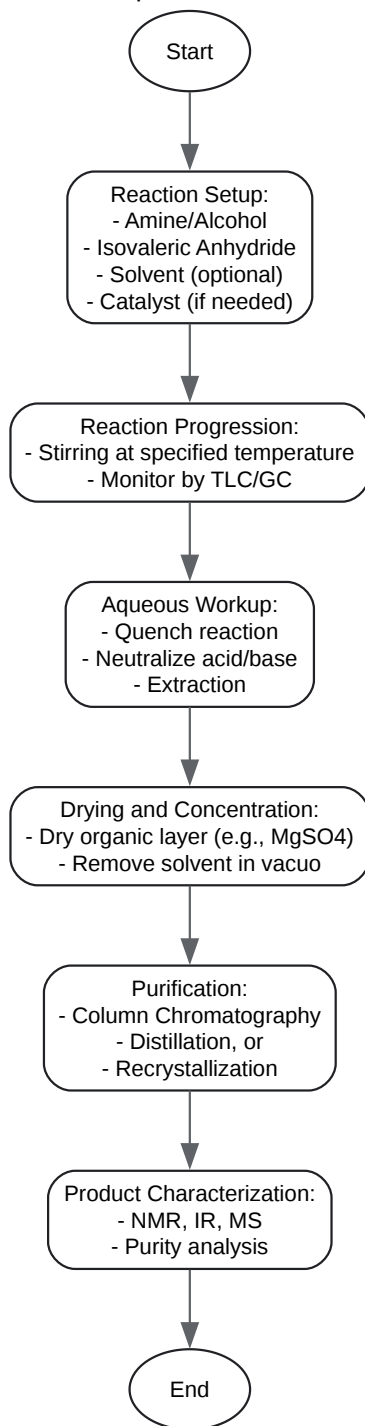 Start
Reaction Setup:
- Amine/Alcohol
- Isovaleric Anhydride
- Solvent (optional)
- Catalyst (if needed)
Reaction Progression:
- Stirring at specified temperature
- Monitor by TLC/GC
Aqueous Workup:
- Quench reaction
- Neutralize acid/base
- Extraction
Drying and Concentration:
- Dry organic layer (e.g., MgSO4)
- Remove solvent in vacuo
Purification:
- Column Chromatography
- Distillation, or
- Recrystallization
Product Characterization:
- NMR, IR, MS
- Purity analysis
End